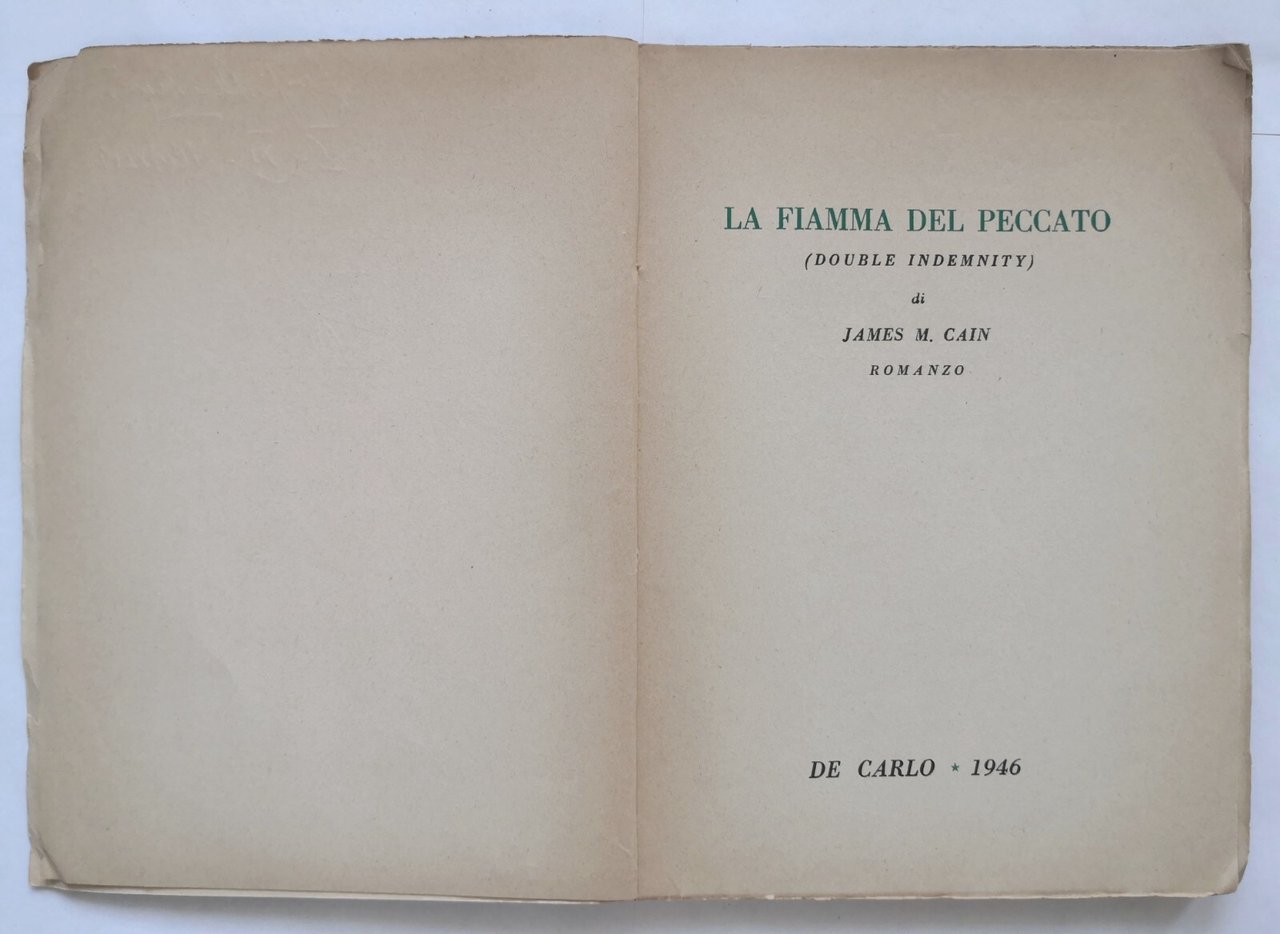 LA FIAMMA DEL PECCATO
(DOUBLE INDEMNITY)
di
JAMES M. CAIN
ROMANZO
DE CARLO ★ 1946